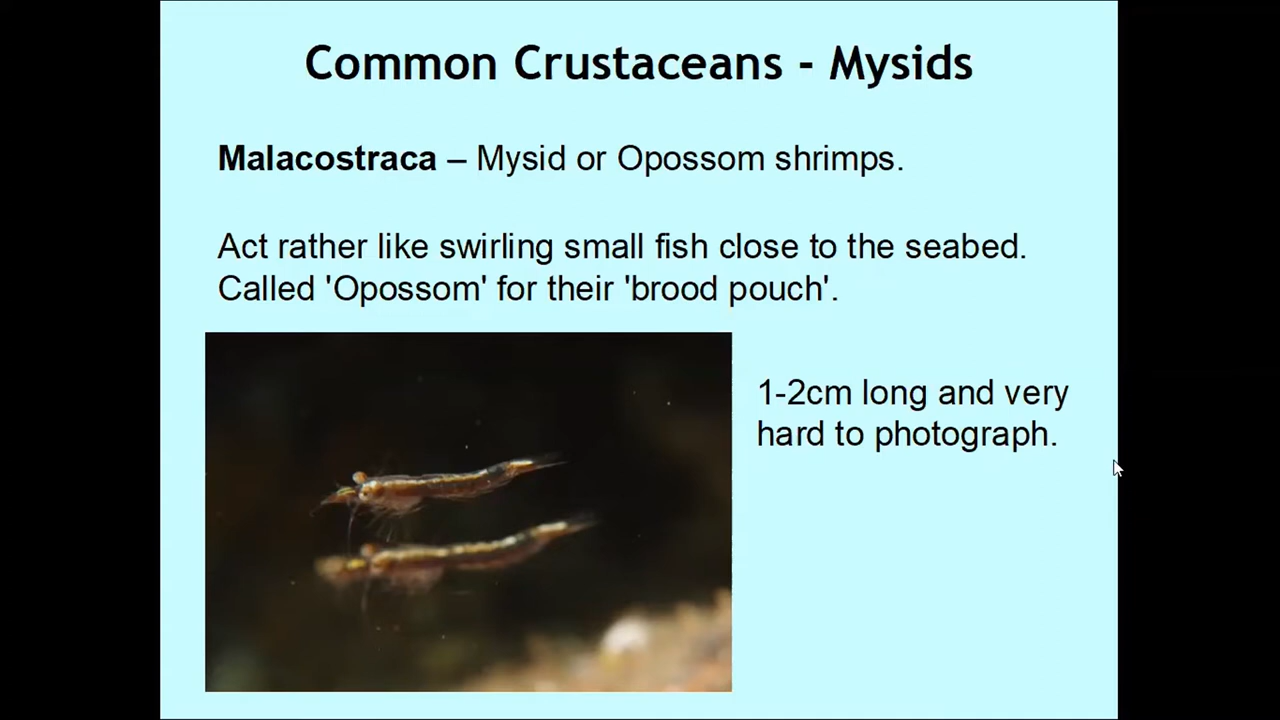 Common Crustaceans - Mysids
Malacostraca – Mysid or Opossom shrimps.
Act rather like swirling small fish close to the seabed.
Called 'Opossom' for their 'brood pouch'.
1-2cm long and very
hard to photograph.